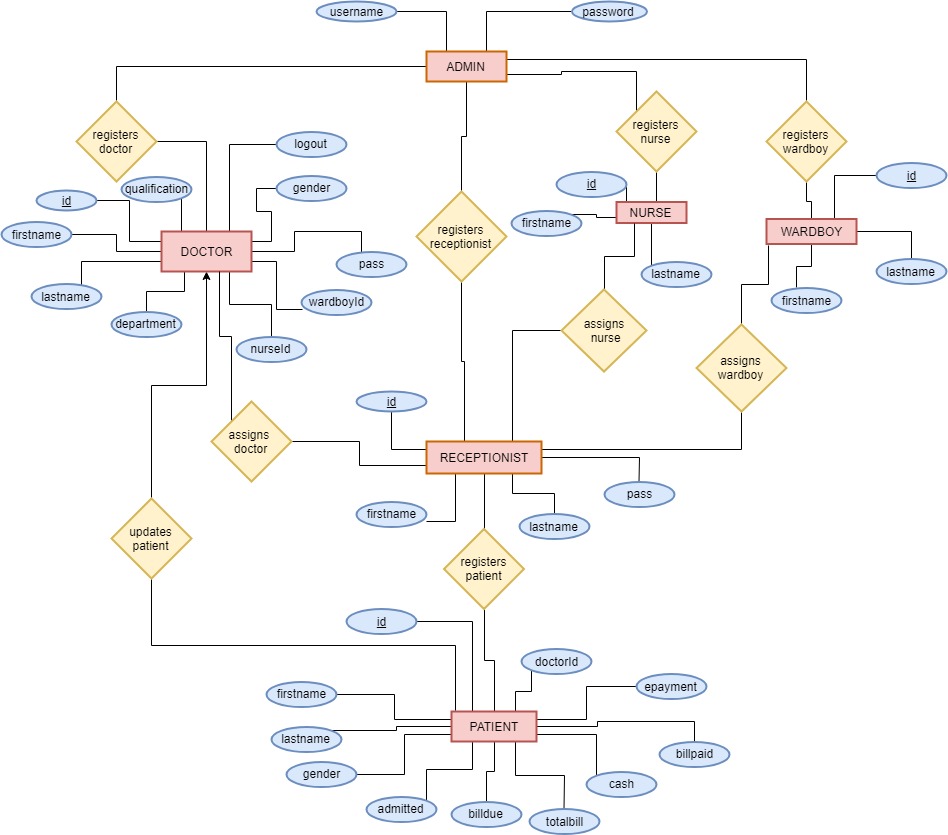 username
password
ADMIN
registers
doctor
registers
nurse
registers
wardboy
logout
gender
qualification
id
id
id
firstname
NURSE
firstname
WARDBOY
registers
receptionist
DOCTOR
pass
lastname
lastname
lastname
firstname
wardboyId
department
nurseId
assigns
nurse
assigns
wardboy
id
assigns
doctor
RECEPTIONIST
pass
firstname
lastname
updates
patient
registers
patient
id
doctorId
epayment
firstname
PATIENT
lastname
billpaid
gender
cash
admitted
billdue
totalbill